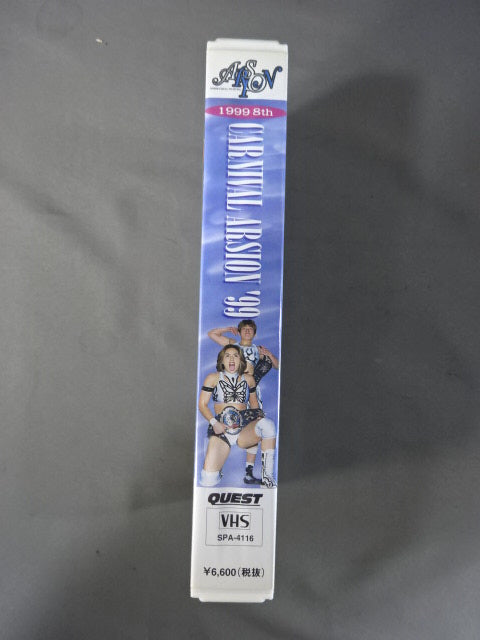 ARSION
1999 8th
CARNIVAL ARSION '99
QUEST
VHS
SPA-4116
¥6,600(税抜)